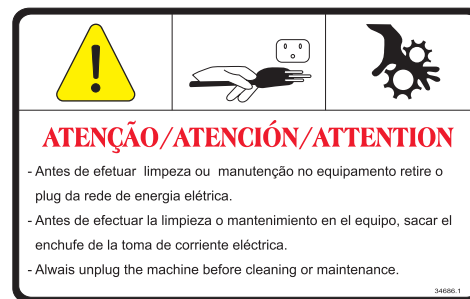 ATENÇÃO/ATENCIÓN/ATTENTION
- Antes de efetuar limpeza ou manutenção no equipamento retire o
plug da rede de energia elétrica.
- Antes de efectuar la limpieza o mantenimiento en el equipo, sacar el
enchufe de la toma de corriente eléctrica.
- Alwais unplug the machine before cleaning or maintenance.
34686.1